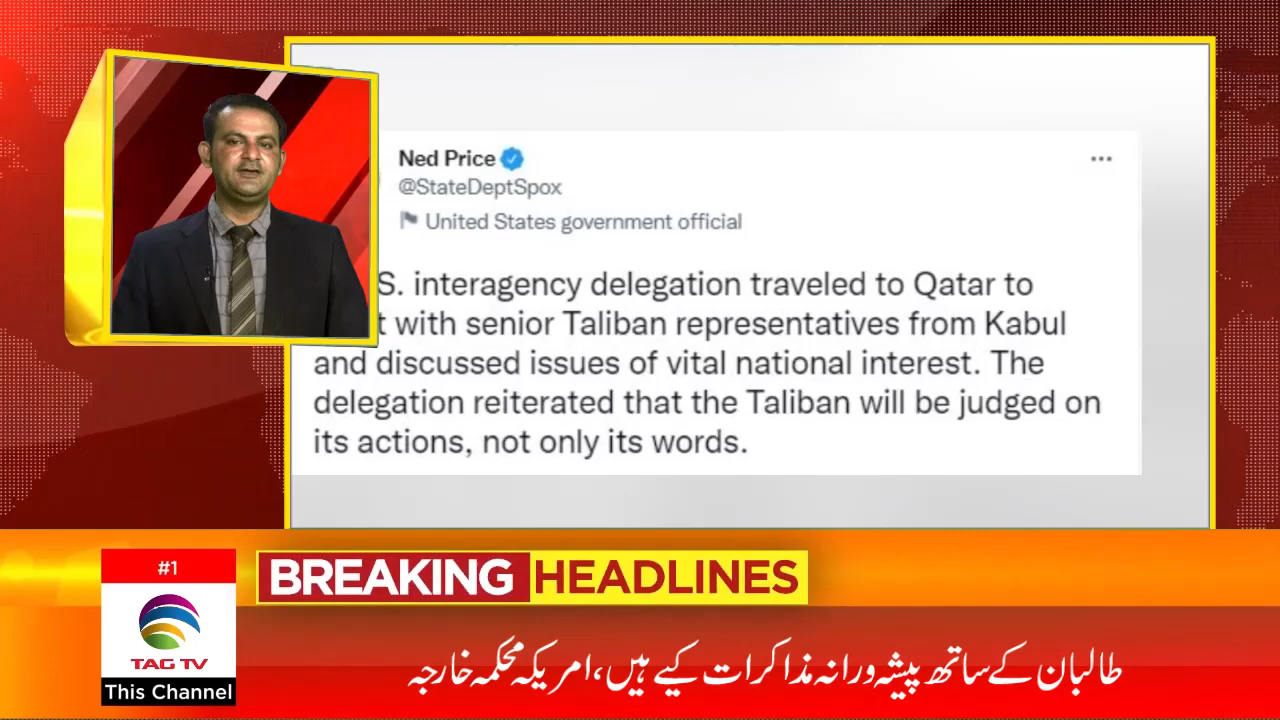 Ned Price
@StateDeptSpox
United States government official
S. interagency delegation traveled to Qatar to
with senior Taliban representatives from Kabul
and discussed issues of vital national interest. The
delegation reiterated that the Taliban will be judged on
its actions, not only its words.
#1
TAG TV
This Channel
BREAKING HEADLINES
طالبان کے ساتھ پیشہ ورانہ مذاکرات کیے ہیں، امریکہ محکمہ خارجہ